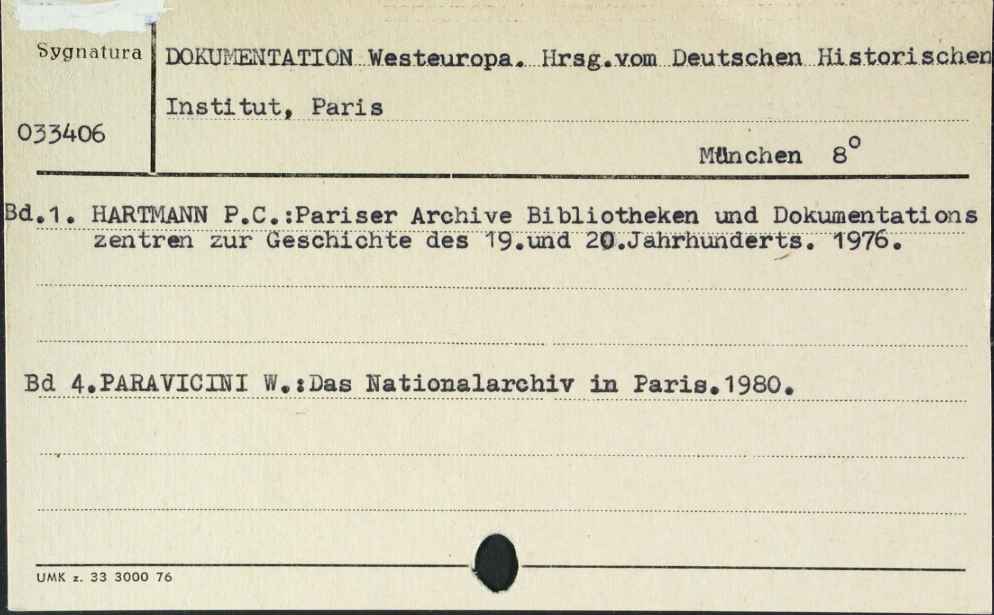 Sygnatura
DOKUMENTATION Westeuropa. Hrsg.vom Deutschen Historischen
Institut, Paris
033406
München 8°
Bd.1. HARTMANN P.C.:Pariser Archive Bibliotheken und Dokumentations
zentren zur Geschichte des 19.und 20.Jahrhunderts. 1976.
Bd 4.PARAVICINI W.:Das Nationalarchiv in Paris.1980.
UMK z. 33 3000 76